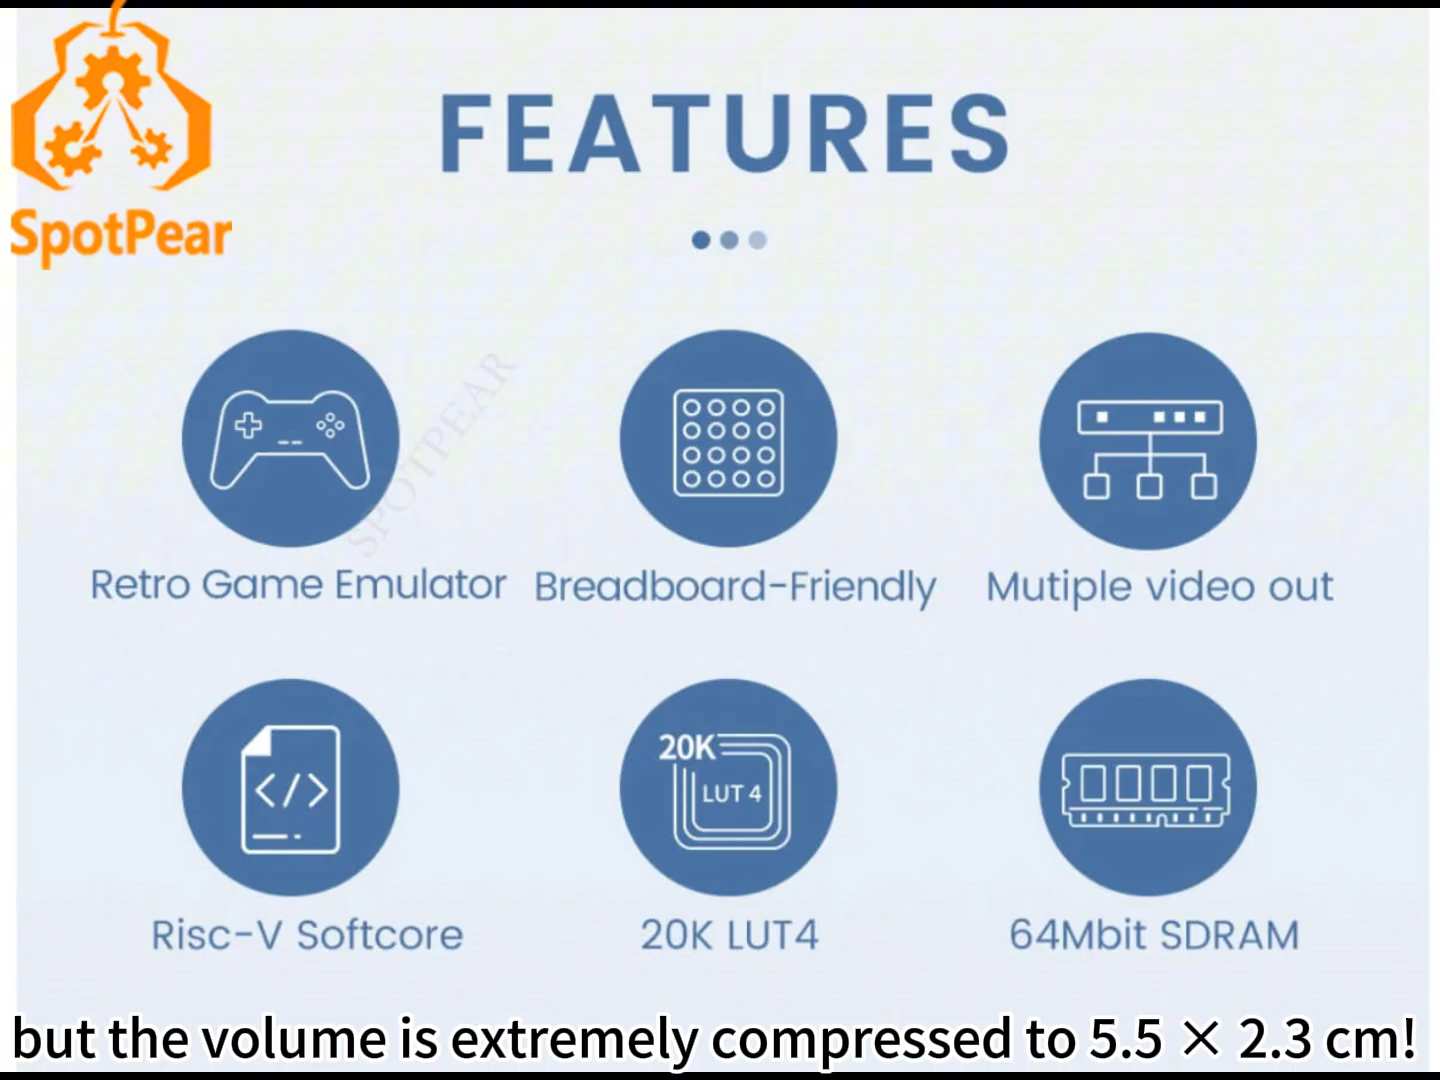 FEATURES
SpotPear
SPOTPEAR
Retro Game Emulator
Breadboard-Friendly
Mutiple video out
20K
LUT 4
Risc-V Softcore
20K LUT4
64Mbit SDRAM
but the volume is extremely compressed to 5.5 × 2.3 cm!